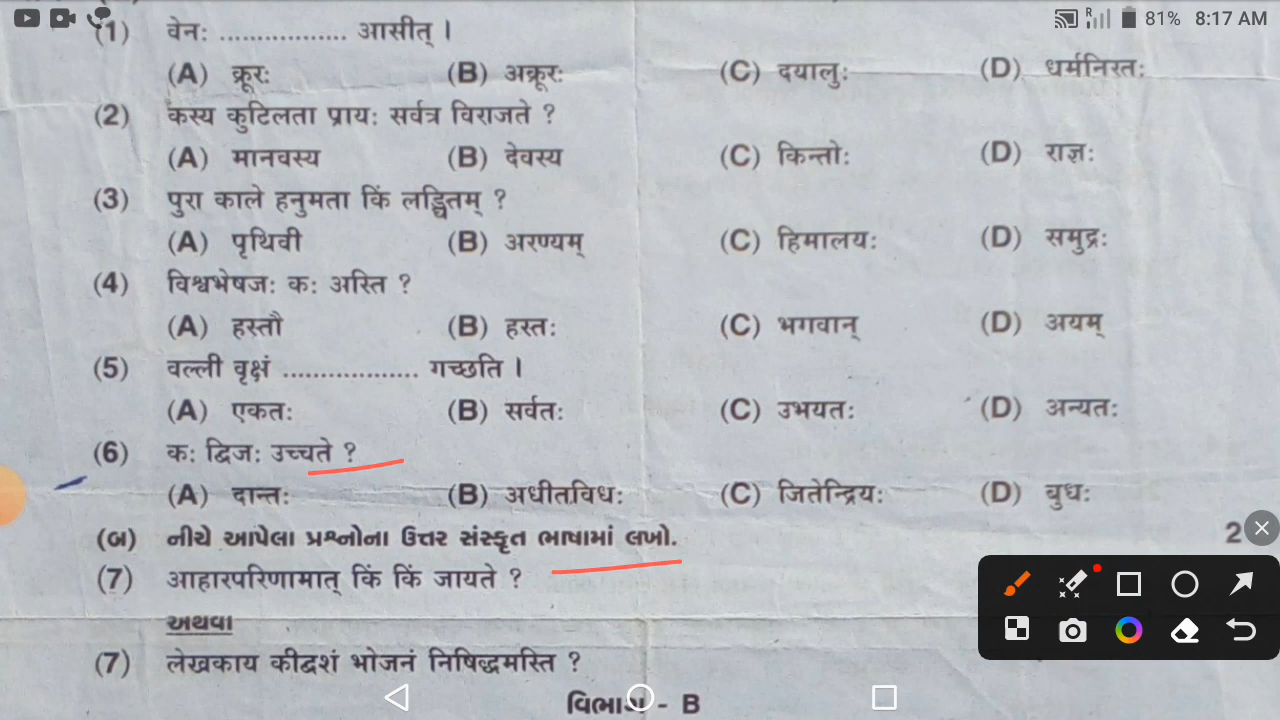 R 81% 8:17 AM
(1) वेनः ................. आसीत् ।
(A) क्रूरः (B) अक्रूरः (C) दयालुः (D) धर्मनिरतः
(2) कस्य कुटिलता प्रायः सर्वत्र विराजते ?
(A) मानवस्य (B) देवस्य (C) किन्तोः (D) राज्ञः
(3) पुरा काले हनुमता किं लङ्घितम् ?
(A) पृथिवी (B) अरण्यम् (C) हिमालयः (D) समुद्रः
(4) विश्वभेषजः कः अस्ति ?
(A) हस्तौ (B) हस्तः (C) भगवान् (D) अयम्
(5) वल्ली वृक्षं .................. गच्छति ।
(A) एकतः (B) सर्वतः (C) उभयतः (D) अन्यतः
(6) कः द्विजः उच्चते ?
(A) दान्तः (B) अधीतविधः (C) जितेन्द्रियः (D) बुधः
(બ) નીચે આપેલા પ્રશ્નોના ઉત્તર સંસ્કૃત ભાષામાં લખો. 2
(7) आहारपरिणामात् किं किं जायते ?
અથવા
(7) लेखकाय कीद्वशं भोजनं निषिद्धमस्ति ?
વિભાગ - B